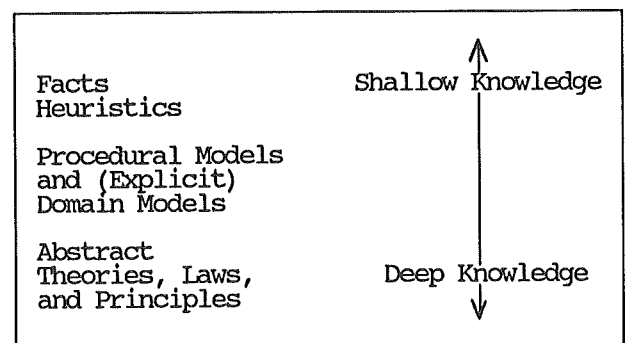 Facts
Heuristics
Shallow Knowledge
Procedural Models
and (Explicit)
Domain Models
Abstract
Theories, Laws,
and Principles
Deep Knowledge